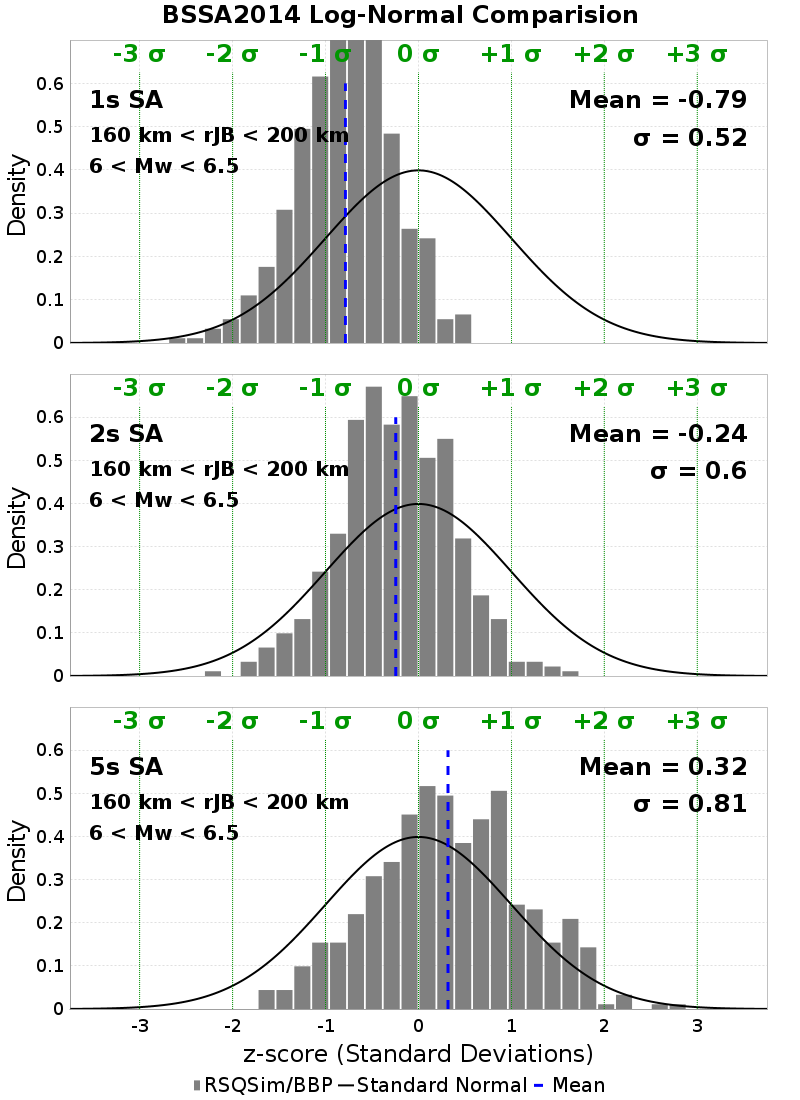 BSSA2014 Log-Normal Comparision
-3 σ -2 σ -1 σ 0 σ +1 σ +2 σ +3 σ
1s SA
160 km < rJB < 200 km
6 < Mw < 6.5
Mean = -0.79
σ = 0.52
Density
0.6
0.5
0.4
0.3
0.2
0.1
0
-3 σ -2 σ -1 σ 0 σ +1 σ +2 σ +3 σ
2s SA
160 km < rJB < 200 km
6 < Mw < 6.5
Mean = -0.24
σ = 0.6
Density
0.6
0.5
0.4
0.3
0.2
0.1
0
-3 σ -2 σ -1 σ 0 σ +1 σ +2 σ +3 σ
5s SA
160 km < rJB < 200 km
6 < Mw < 6.5
Mean = 0.32
σ = 0.81
Density
0.6
0.5
0.4
0.3
0.2
0.1
0
-3 -2 -1 0 1 2 3
z-score (Standard Deviations)
RSQSim/BBP Standard Normal Mean